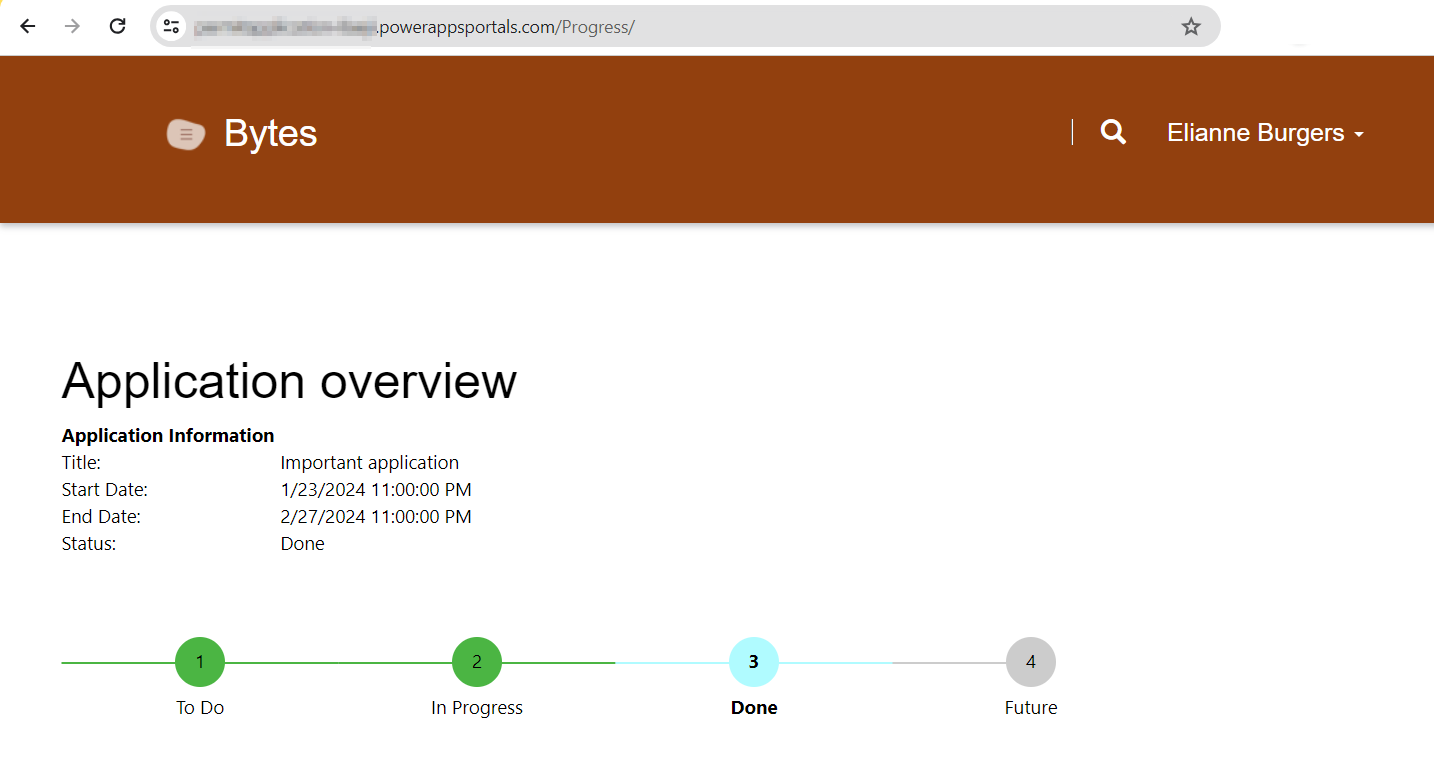 .powerappsportals.com/Progress/
Bytes
Elianne Burgers
Application overview
Application Information
Title: Important application
Start Date: 1/23/2024 11:00:00 PM
End Date: 2/27/2024 11:00:00 PM
Status: Done
1 2 3 4
To Do In Progress Done Future